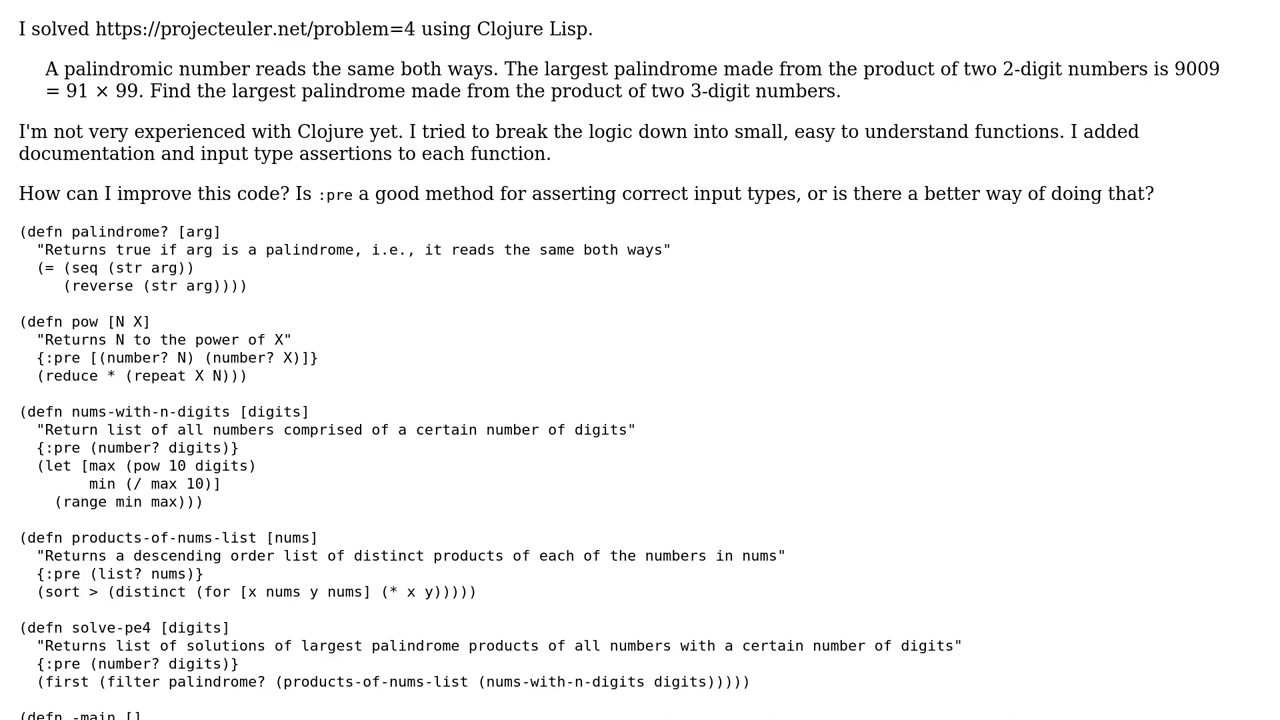 I solved https://projecteuler.net/problem=4 using Clojure Lisp.
A palindromic number reads the same both ways. The largest palindrome made from the product of two 2-digit numbers is 9009
= 91 × 99. Find the largest palindrome made from the product of two 3-digit numbers.
I'm not very experienced with Clojure yet. I tried to break the logic down into small, easy to understand functions. I added
documentation and input type assertions to each function.
How can I improve this code? Is :pre a good method for asserting correct input types, or is there a better way of doing that?
(defn palindrome? [arg]
  "Returns true if arg is a palindrome, i.e., it reads the same both ways"
  (= (seq (str arg))
     (reverse (str arg))))
(defn pow [N X]
  "Returns N to the power of X"
  {:pre [(number? N) (number? X)]}
  (reduce * (repeat X N)))
(defn nums-with-n-digits [digits]
  "Return list of all numbers comprised of a certain number of digits"
  {:pre (number? digits)}
  (let [max (pow 10 digits)
        min (/ max 10)]
    (range min max)))
(defn products-of-nums-list [nums]
  "Returns a descending order list of distinct products of each of the numbers in nums"
  {:pre (list? nums)}
  (sort > (distinct (for [x nums y nums] (* x y)))))
(defn solve-pe4 [digits]
  "Returns list of solutions of largest palindrome products of all numbers with a certain number of digits"
  {:pre (number? digits)}
  (first (filter palindrome? (products-of-nums-list (nums-with-n-digits digits)))))
(defn -main []